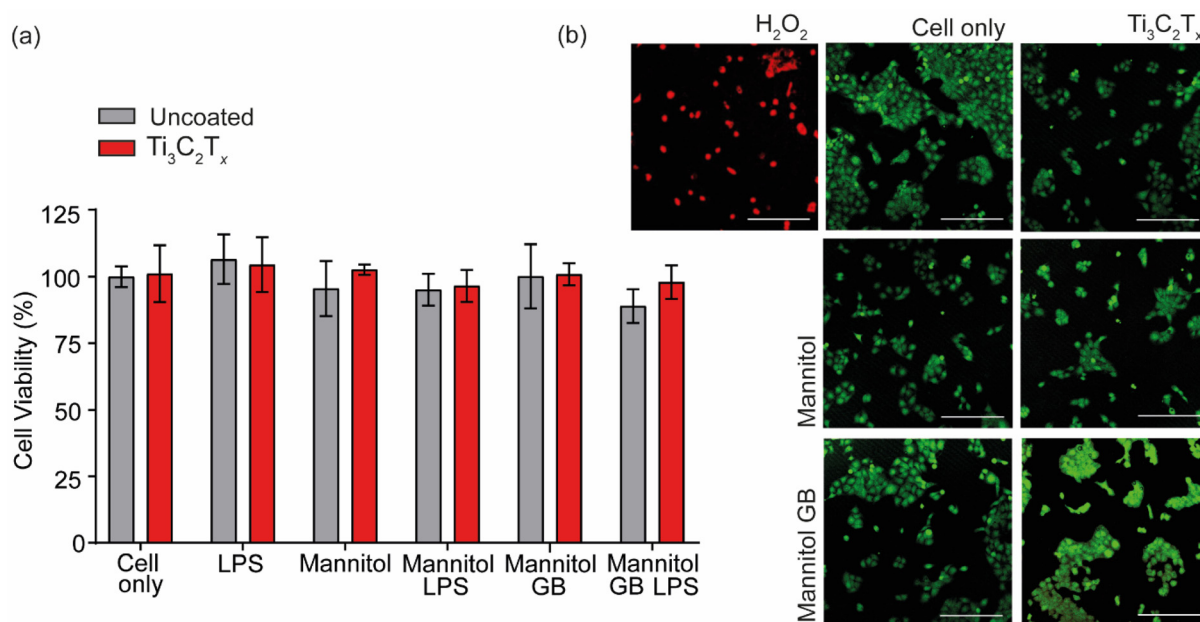 (a)
Uncoated
Ti₃C₂Tₓ
Cell Viability (%)
125
100
75
50
25
0
Cell only
LPS
Mannitol
Mannitol LPS
Mannitol GB
Mannitol GB LPS
(b)
H₂O₂
Cell only
Ti₃C₂Tₓ
Mannitol
Mannitol GB